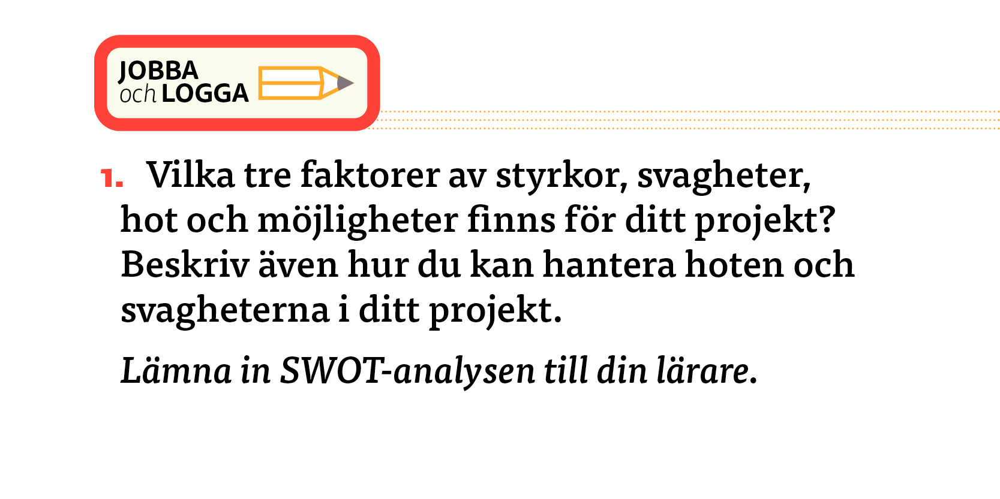 JOBBA
och LOGGA
1. Vilka tre faktorer av styrkor, svagheter,
hot och möjligheter finns för ditt projekt?
Beskriv även hur du kan hantera hoten och
svagheterna i ditt projekt.
Lämna in SWOT-analysen till din lärare.